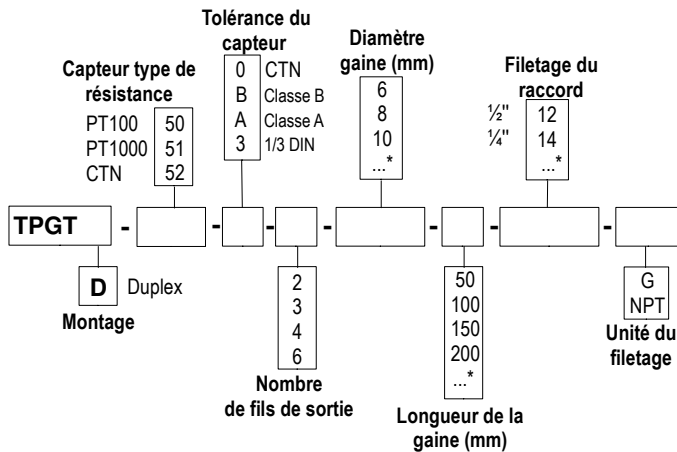 Tolérance du
capteur
0 CTN
B Classe B
A Classe A
3 1/3 DIN
Capteur type de
résistance
PT100 50
PT1000 51
CTN 52
Diamètre
gaine (mm)
6
8
10
...*
Filetage du
raccord
½" 12
¼" 14
...*
TPGT - - - - - - -
D Duplex
Montage
2
3
4
6
Nombre
de fils de sortie
50
100
150
200
...*
Longueur de la
gaine (mm)
G
NPT
Unité du
filetage